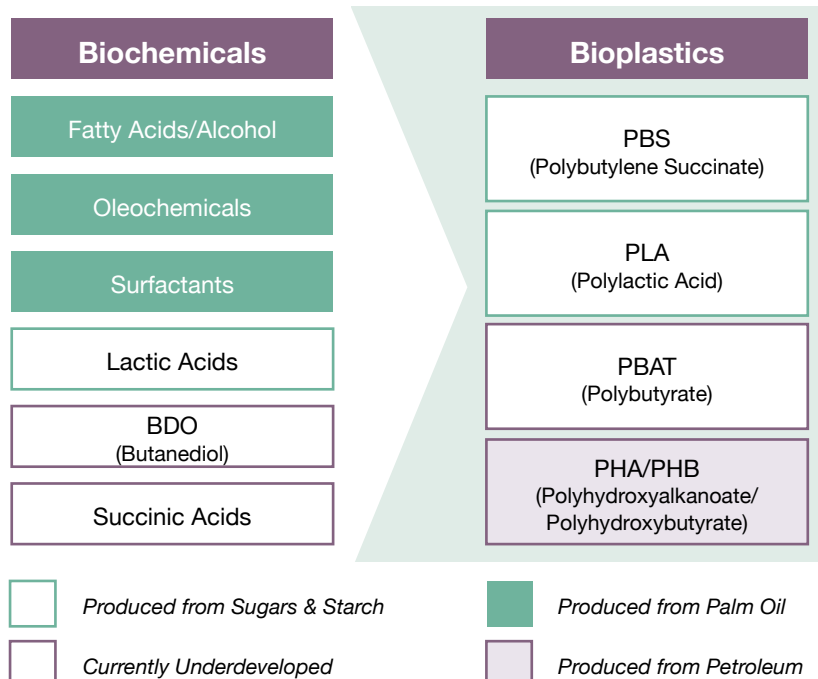 Biochemicals
Fatty Acids/Alcohol
Oleochemicals
Surfactants
Lactic Acids
BDO
(Butanediol)
Succinic Acids
Bioplastics
PBS
(Polybutylene Succinate)
PLA
(Polylactic Acid)
PBAT
(Polybutyrate)
PHA/PHB
(Polyhydroxyalkanoate/
Polyhydroxybutyrate)
Produced from Sugars & Starch
Currently Underdeveloped
Produced from Palm Oil
Produced from Petroleum